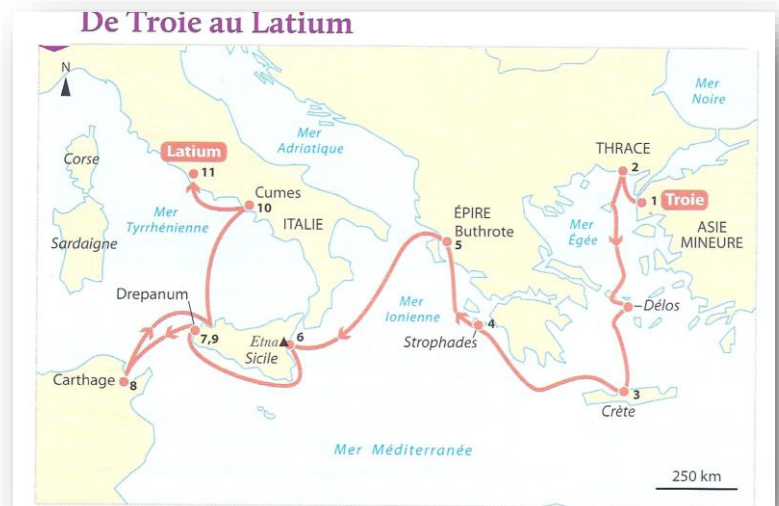 De Troie au Latium
N
Mer
Noire
Mer
Adriatique
Corse
THRACE
Latium
2
11
1
Troie
Cumes
10
Mer
Tyrrhénienne
ITALIE
ÉPIRE
Buthrote
5
Mer
Égée
ASIE
MINEURE
Sardaigne
Drepanum
Mer
Ionienne
Délos
4
Strophades
7,9
Etna
6
Sicile
Carthage
8
3
Crète
Mer Méditerranée
250 km